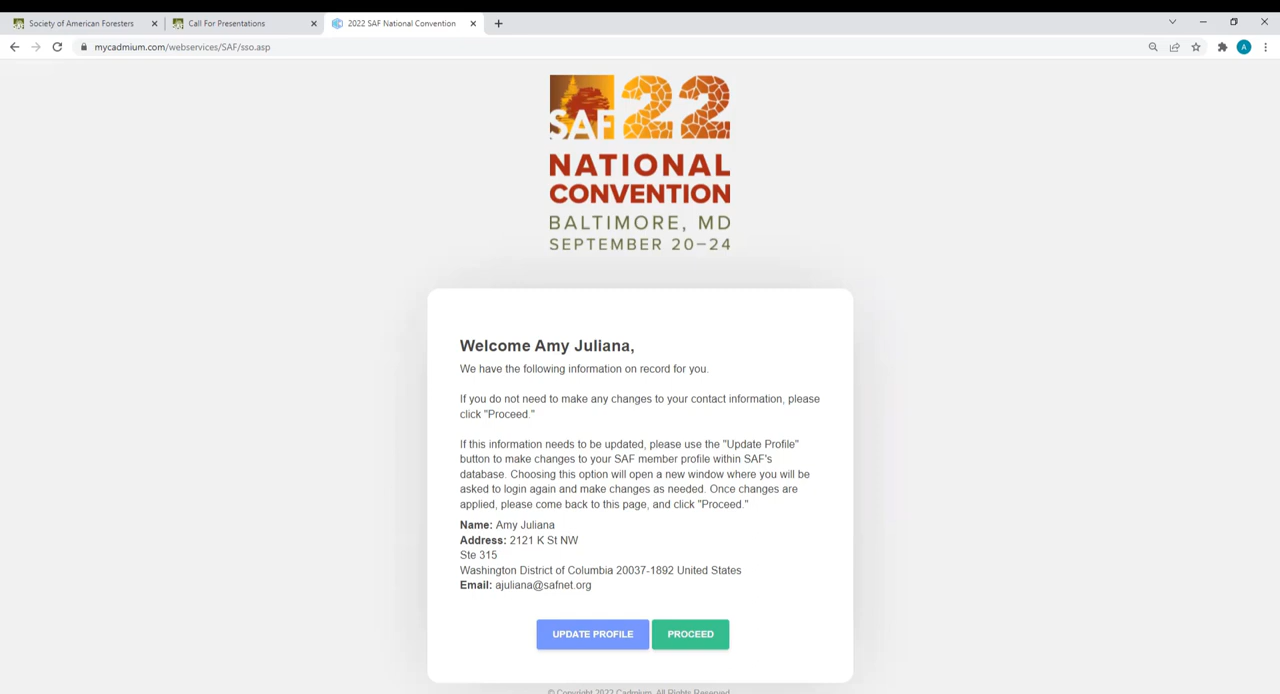 Society of American Foresters
Call For Presentations
2022 SAF National Convention
mycadmium.com/webservices/SAF/sso.asp
A
SAF 22
NATIONAL
CONVENTION
BALTIMORE, MD
SEPTEMBER 20–24
Welcome Amy Juliana,
We have the following information on record for you.
If you do not need to make any changes to your contact information, please
click "Proceed."
If this information needs to be updated, please use the "Update Profile"
button to make changes to your SAF member profile within SAF's
database. Choosing this option will open a new window where you will be
asked to login again and make changes as needed. Once changes are
applied, please come back to this page, and click "Proceed."
Name: Amy Juliana
Address: 2121 K St NW
Ste 315
Washington District of Columbia 20037-1892 United States
Email: ajuliana@safnet.org
UPDATE PROFILE PROCEED
© Copyright 2022 Cadmium. All Rights Reserved